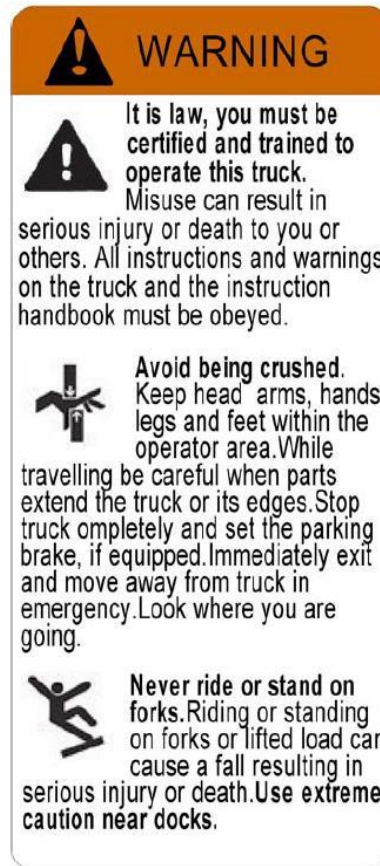 WARNING
It is law, you must be
certified and trained to
operate this truck.
Misuse can result in
serious injury or death to you or
others. All instructions and warnings
on the truck and the instruction
handbook must be obeyed.
Avoid being crushed.
Keep head arms, hands
legs and feet within the
operator area.While
travelling be careful when parts
extend the truck or its edges.Stop
truck ompletely and set the parking
brake, if equipped.Immediately exit
and move away from truck in
emergency.Look where you are
going.
Never ride or stand on
forks.Riding or standing
on forks or lifted load can
cause a fall resulting in
serious injury or death.Use extreme
caution near docks.